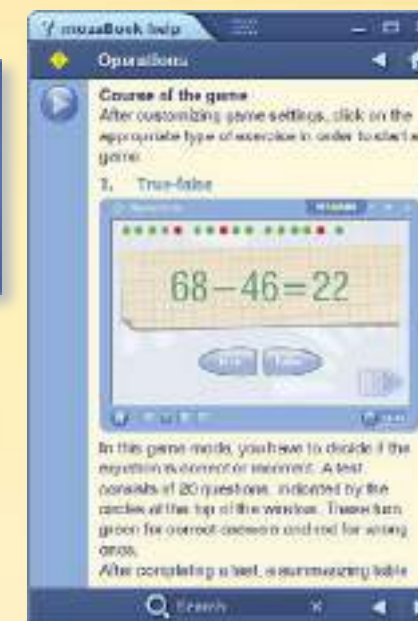 mozaBook help
Operations
Course of the game
After customizing game settings, click on the
appropriate type of exercise in order to start a
game.
1. True-false
68−46=22
In this game mode, you have to decide if the
equation is correct or incorrect. A test
consists of 20 questions, indicated by the
circles at the top of the window. These turn
green for correct answers and red for wrong
ones.
After completing a test, a summarizing table
Search